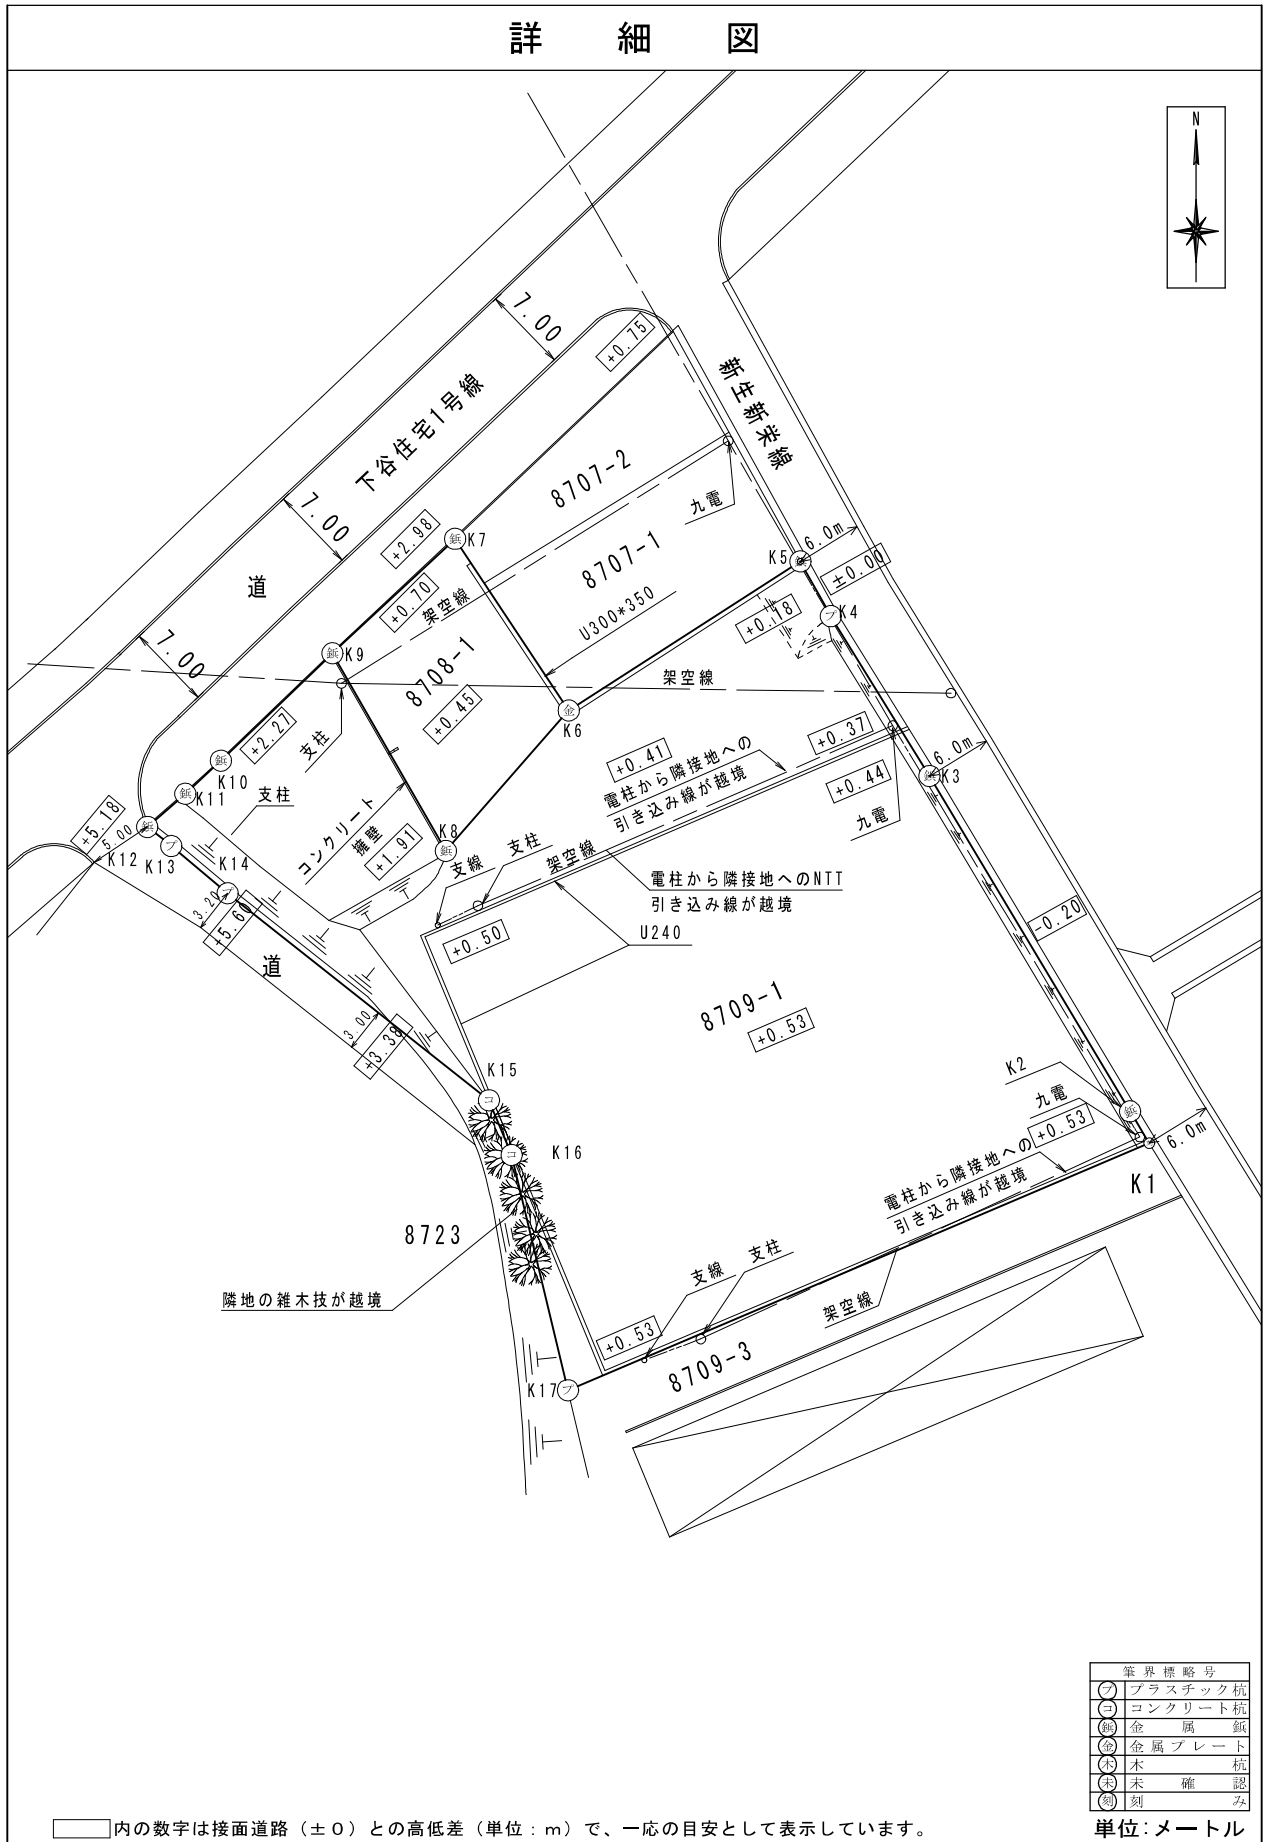 詳細図
N
7.00
+0.75
新生新栄線
下谷住宅1号線
8707-2
九電
7.00
+2.98
K7
8707-1
K5
6.0m
±0.00
道
+0.70
架空線
U300*350
+0.18
K4
7.00
K9
8708-1
+0.45
架空線
K6
+2.27
支柱
+0.37
6.0m
K3
+0.41
電柱から隣接地への
引き込み線が越境
+0.44
九電
K10
K11
支柱
コンクリート
擁壁
+1.91
K8
+5.18
5.00
K12
K13
K14
支線
支柱
架空線
電柱から隣接地へのNTT
引き込み線が越境
3.20
+0.50
U240
-0.20
道
8709-1
+0.53
3.00
+3.38
K15
K2
九電
+0.53
K16
6.0m
電柱から隣接地への
引き込み線が越境
K1
8723
支線
支柱
隣地の雑木技が越境
架空線
+0.53
8709-3
K17
筆界標略号
プ プラスチック杭
コ コンクリート杭
鋲 金属鋲
金 金属プレート
木 木杭
未 未確認
刻 刻み
内の数字は接面道路（±0）との高低差（単位：m）で、一応の目安として表示しています。
単位:メートル